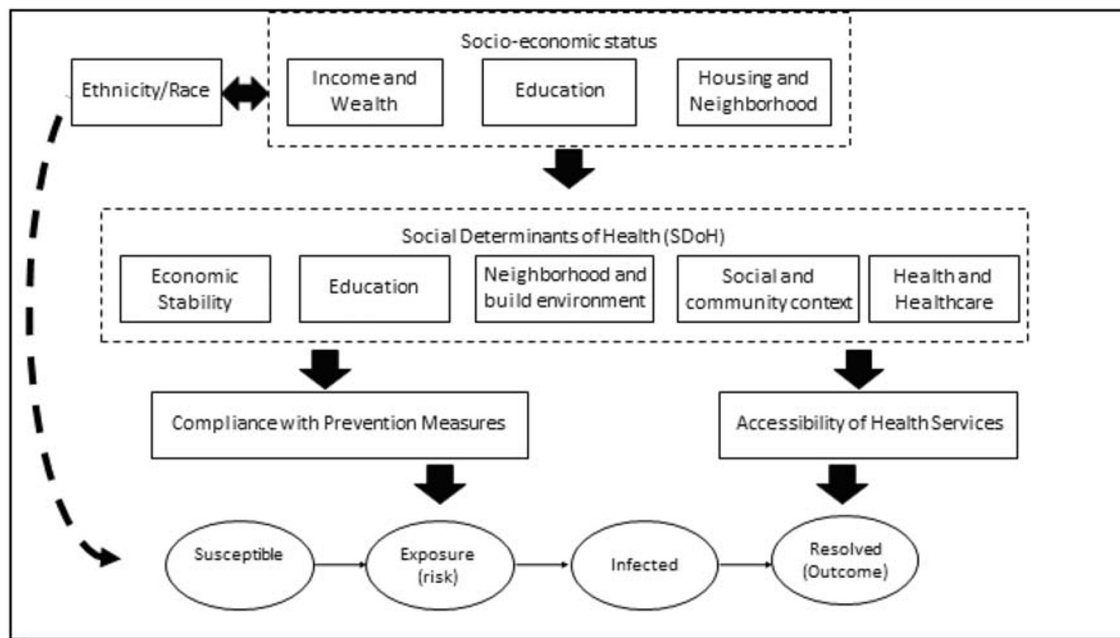 Socio-economic status
Ethnicity/Race
Income and
Wealth
Education
Housing and
Neighborhood
Social Determinants of Health (SDoH)
Economic
Stability
Education
Neighborhood and
build environment
Social and
community context
Health and
Healthcare
Compliance with Prevention Measures
Accessibility of Health Services
Susceptible
Exposure
(risk)
Infected
Resolved
(Outcome)